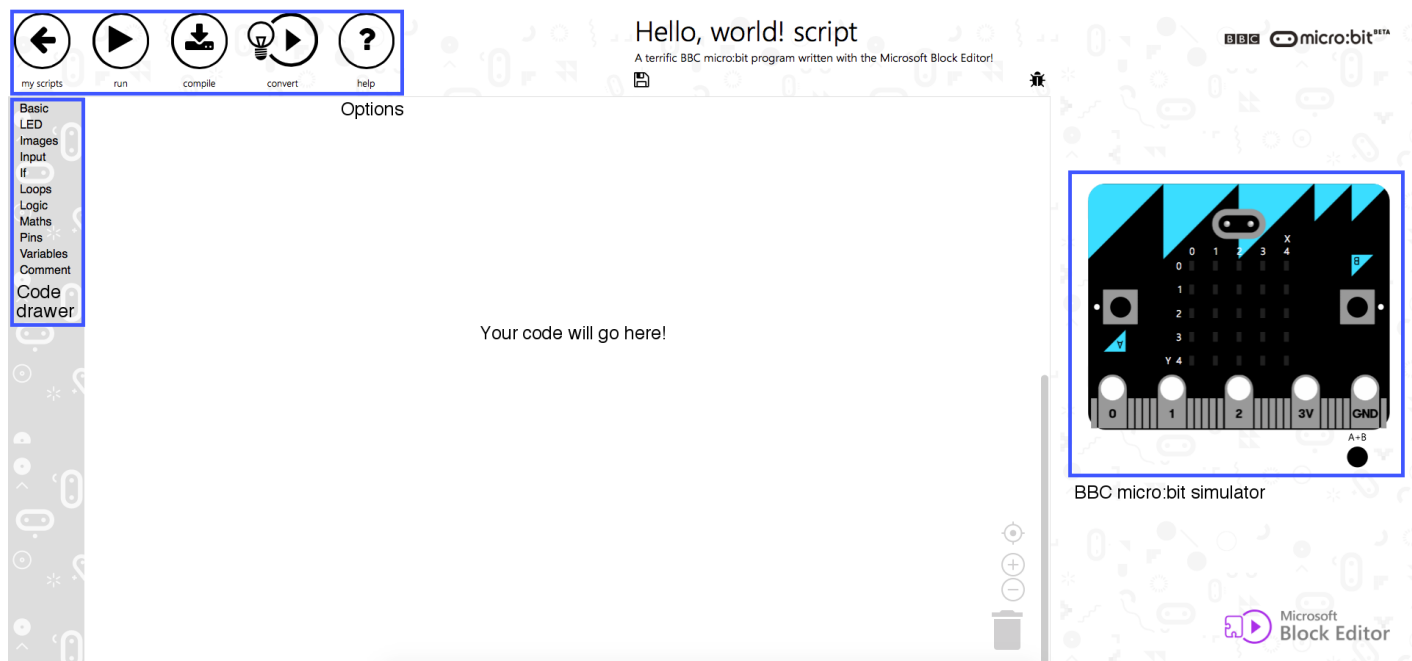 Hello, world! script
A terrific BBC micro:bit program written with the Microsoft Block Editor!
BBC micro:bit BETA
my scripts run compile convert help
?
Options
Basic
LED
Images
Input
If
Loops
Logic
Maths
Pins
Variables
Comment
Code
drawer
Your code will go here!
X
0 1 2 3 4
0
1
2
3
Y 4
B
A
0 1 2 3V GND
A+B
BBC micro:bit simulator
Microsoft
Block Editor